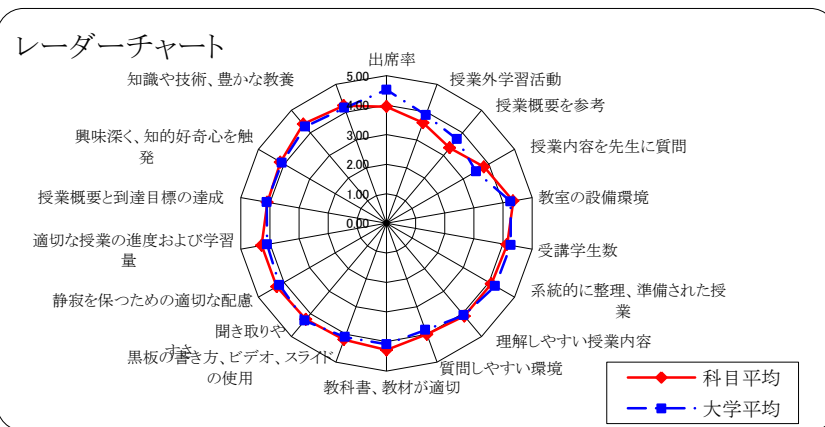 レーダーチャート
出席率
授業外学習活動
授業概要を参考
授業内容を先生に質問
教室の設備環境
受講学生数
系統的に整理、準備された授
業
理解しやすい授業内容
質問しやすい環境
教科書、教材が適切
黒板の書き方、ビデオ、スライド
の使用
聞き取りや
すさ
静寂を保つための適切な配慮
適切な授業の進度および学習
量
授業概要と到達目標の達成
興味深く、知的好奇心を触
発
知識や技術、豊かな教養
5.00
4.00
3.00
2.00
1.00
0.00
科目平均
大学平均